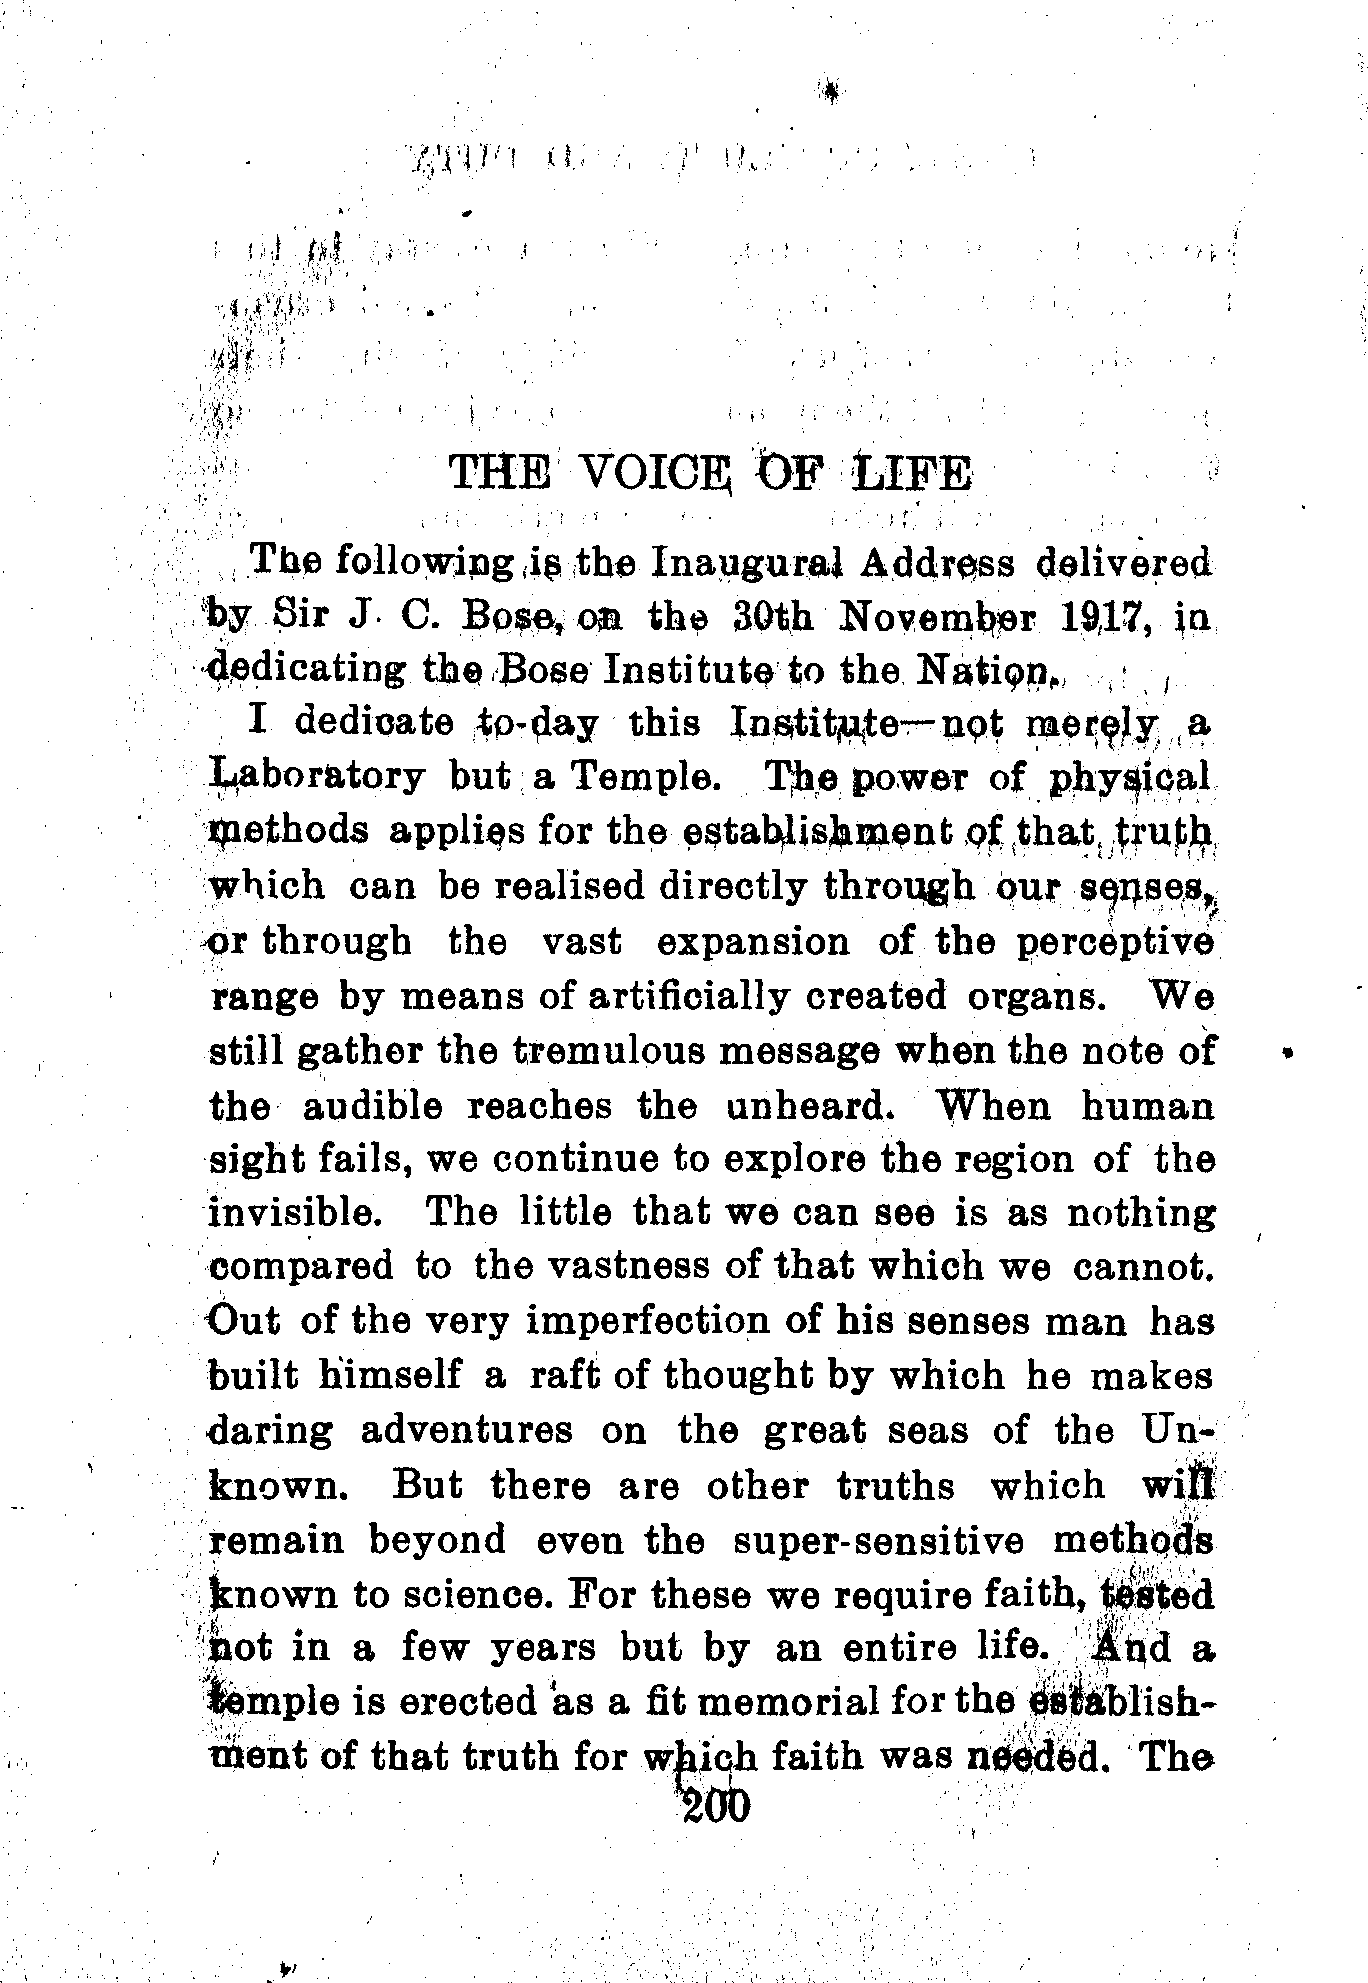 THE VOICE OF LIFE
The following is the Inaugural Address delivered
by Sir J. C. Bose, on the 30th November 1917, in
dedicating the Bose Institute to the Nation.
I dedicate to-day this Institute—not merely a
Laboratory but a Temple. The power of physical
methods applies for the establishment of that truth
which can be realised directly through our senses,
or through the vast expansion of the perceptive
range by means of artificially created organs. We
still gather the tremulous message when the note of
the audible reaches the unheard. When human
sight fails, we continue to explore the region of the
invisible. The little that we can see is as nothing
compared to the vastness of that which we cannot.
Out of the very imperfection of his senses man has
built himself a raft of thought by which he makes
daring adventures on the great seas of the Un-
known. But there are other truths which will
remain beyond even the super-sensitive methods
known to science. For these we require faith, tested
not in a few years but by an entire life. And a
temple is erected as a fit memorial for the establish-
ment of that truth for which faith was needed. The
200